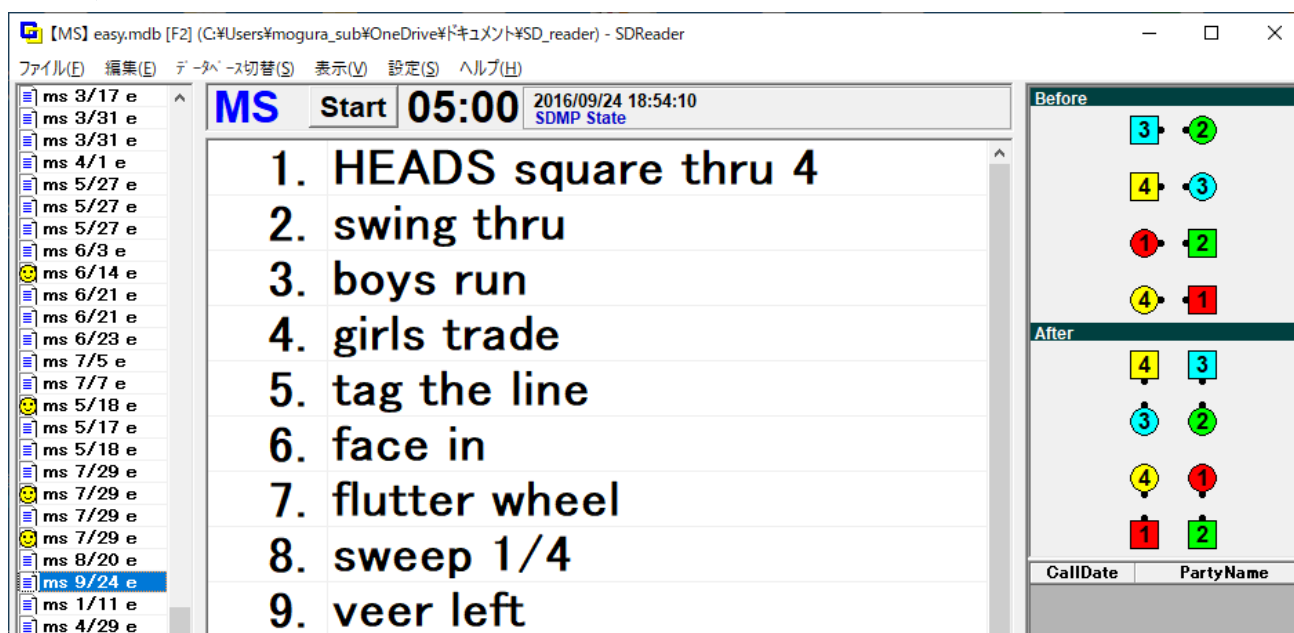 【MS】 easy.mdb [F2] (C:¥Users¥mogura_sub¥OneDrive¥ドキュメント¥SD_reader) - SDReader
ファイル(F) 編集(E) データベース切替(S) 表示(V) 設定(S) ヘルプ(H)
ms 3/17 e
ms 3/31 e
ms 3/31 e
ms 4/1 e
ms 5/27 e
ms 5/27 e
ms 5/27 e
ms 6/3 e
ms 6/14 e
ms 6/21 e
ms 6/21 e
ms 6/23 e
ms 7/5 e
ms 7/7 e
ms 5/18 e
ms 5/17 e
ms 5/18 e
ms 7/29 e
ms 7/29 e
ms 7/29 e
ms 7/29 e
ms 8/20 e
ms 9/24 e
ms 1/11 e
ms 4/29 e
MS Start 05:00
2016/09/24 18:54:10
SDMP State
1. HEADS square thru 4
2. swing thru
3. boys run
4. girls trade
5. tag the line
6. face in
7. flutter wheel
8. sweep 1/4
9. veer left
Before
3 2
4 3
1 2
4 1
After
4 3
3 2
4 1
1 2
CallDate PartyName